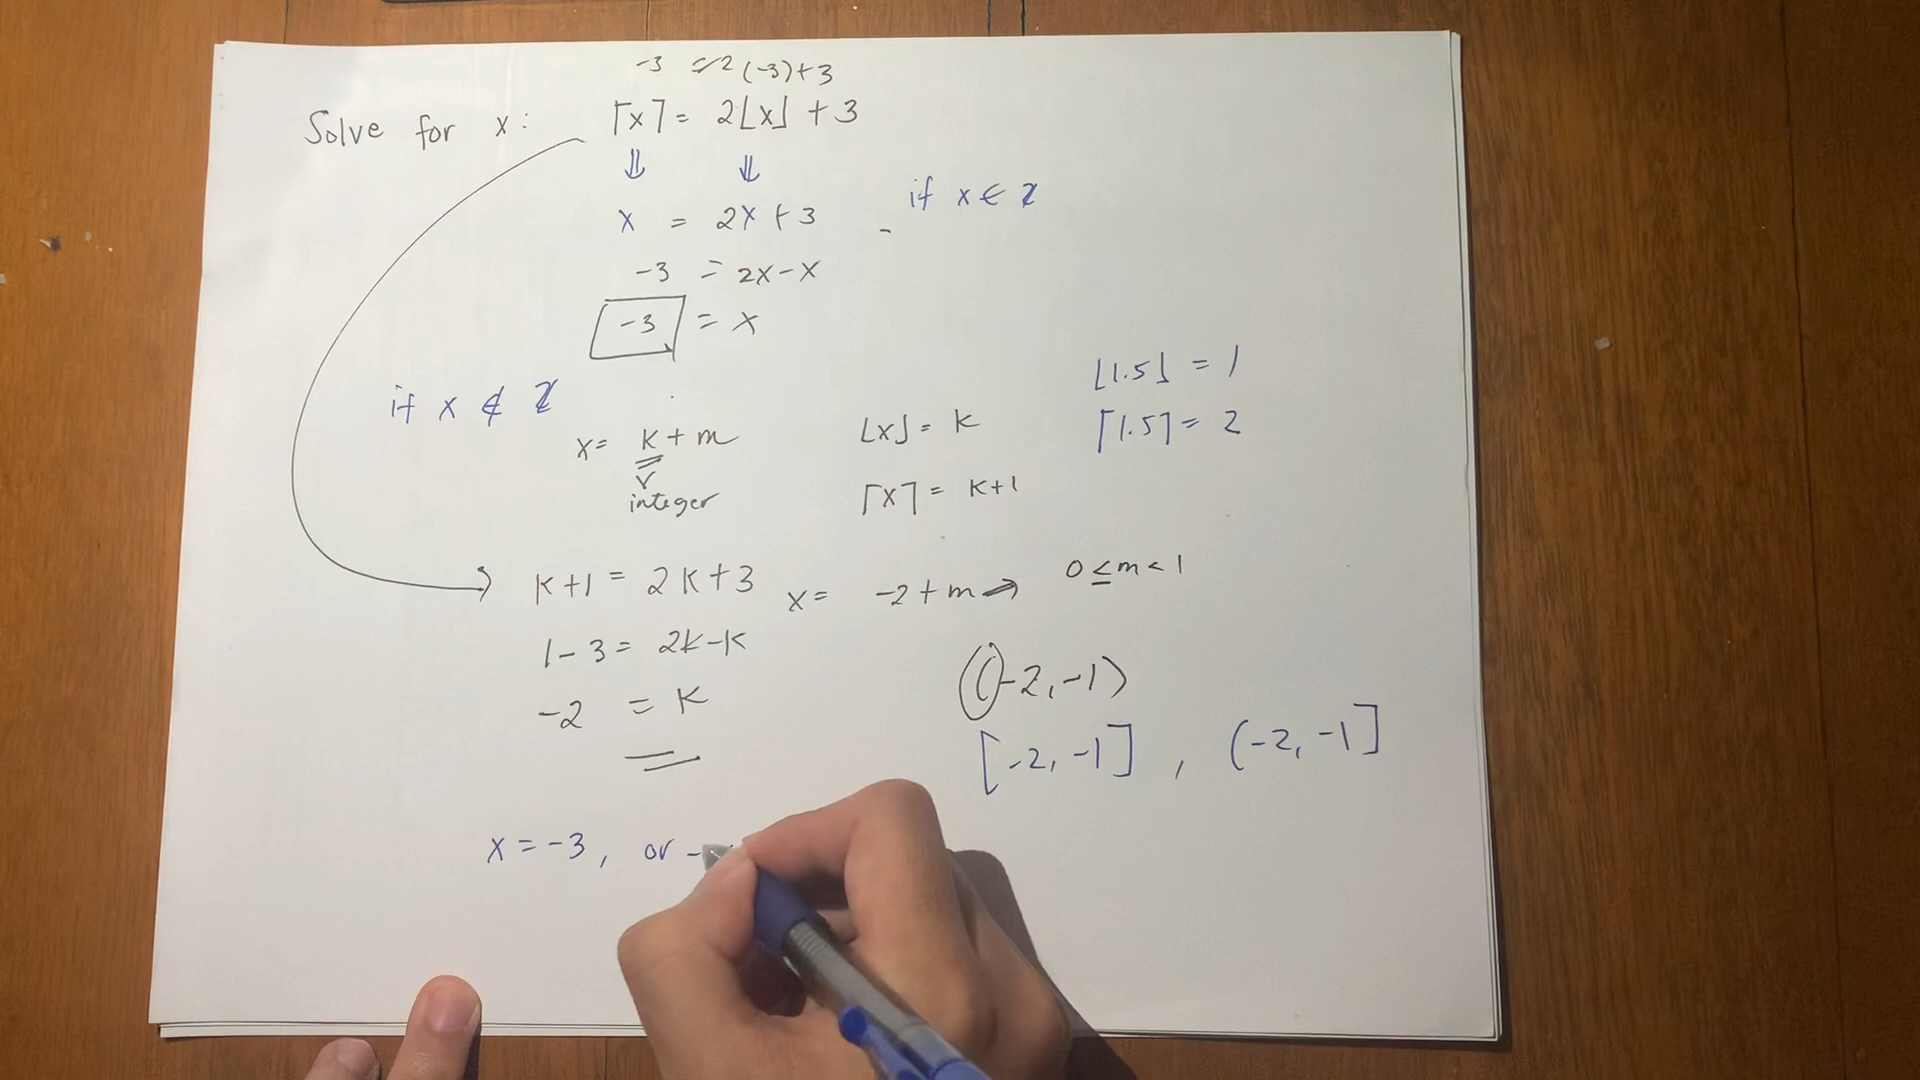 -3 = 2(-3)+3
Solve for x: ⌈x⌉ = 2⌊x⌋ + 3
⇓ ⇓
x = 2x + 3 - if x ∈ ℤ
-3 = 2x-x
-3 = x
if x ∉ ℤ
x = k + m
integer
⌊x⌋ = k
⌈x⌉ = k+1
⌊1.5⌋ = 1
⌈1.5⌉ = 2
k+1 = 2k+3
1-3 = 2k-k
-2 = k
x = -2+m → 0 ≤ m < 1
(-2,-1)
[-2,-1] , (-2,-1]
x = -3, or -